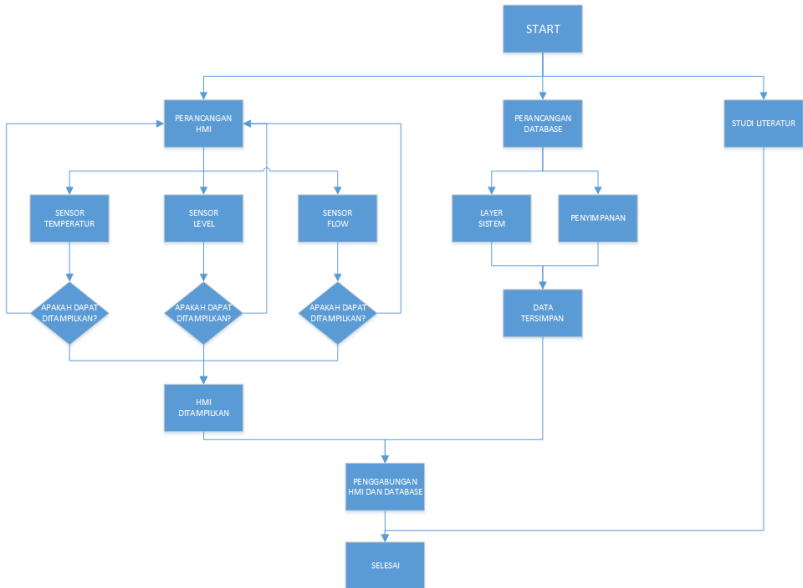 START
PERANCANGAN
HMI
PERANCANGAN
DATABASE
STUDI LITERATUR
SENSOR
TEMPERATUR
SENSOR
LEVEL
SENSOR
FLOW
LAYER
SISTEM
PENYIMPANAN
APAKAH DAPAT
DITAMPILKAN?
APAKAH DAPAT
DITAMPILKAN?
APAKAH DAPAT
DITAMPILKAN?
DATA
TERSIMPAN
HMI
DITAMPILKAN
PENGGABUNGAN
HMI DAN DATABASE
SELESAI